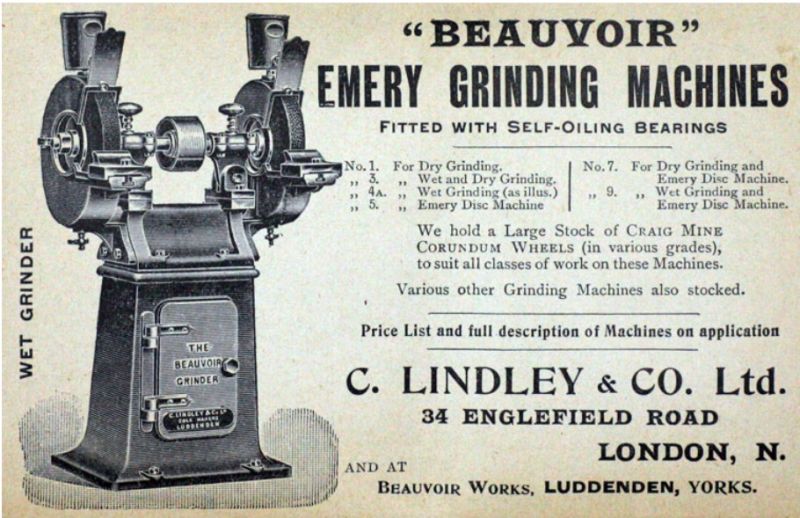 “BEAUVOIR”
EMERY GRINDING MACHINES
FITTED WITH SELF-OILING BEARINGS
No. 1. For Dry Grinding.
„ 3. „ Wet and Dry Grinding.
„ 4A. „ Wet Grinding (as illus.)
„ 5. „ Emery Disc Machine
No. 7. For Dry Grinding and
Emery Disc Machine.
„ 9. „ Wet Grinding and
Emery Disc Machine.
We hold a Large Stock of CRAIG MINE
CORUNDUM WHEELS (in various grades),
to suit all classes of work on these Machines.
Various other Grinding Machines also stocked.
Price List and full description of Machines on application
C. LINDLEY & CO. Ltd.
34 ENGLEFIELD ROAD
LONDON, N.
AND AT
BEAUVOIR WORKS, LUDDENDEN, YORKS.
WET GRINDER
THE
BEAUVOIR
GRINDER
C. LINDLEY & Co. Ld
SOLE MAKERS
LUDDENDEN